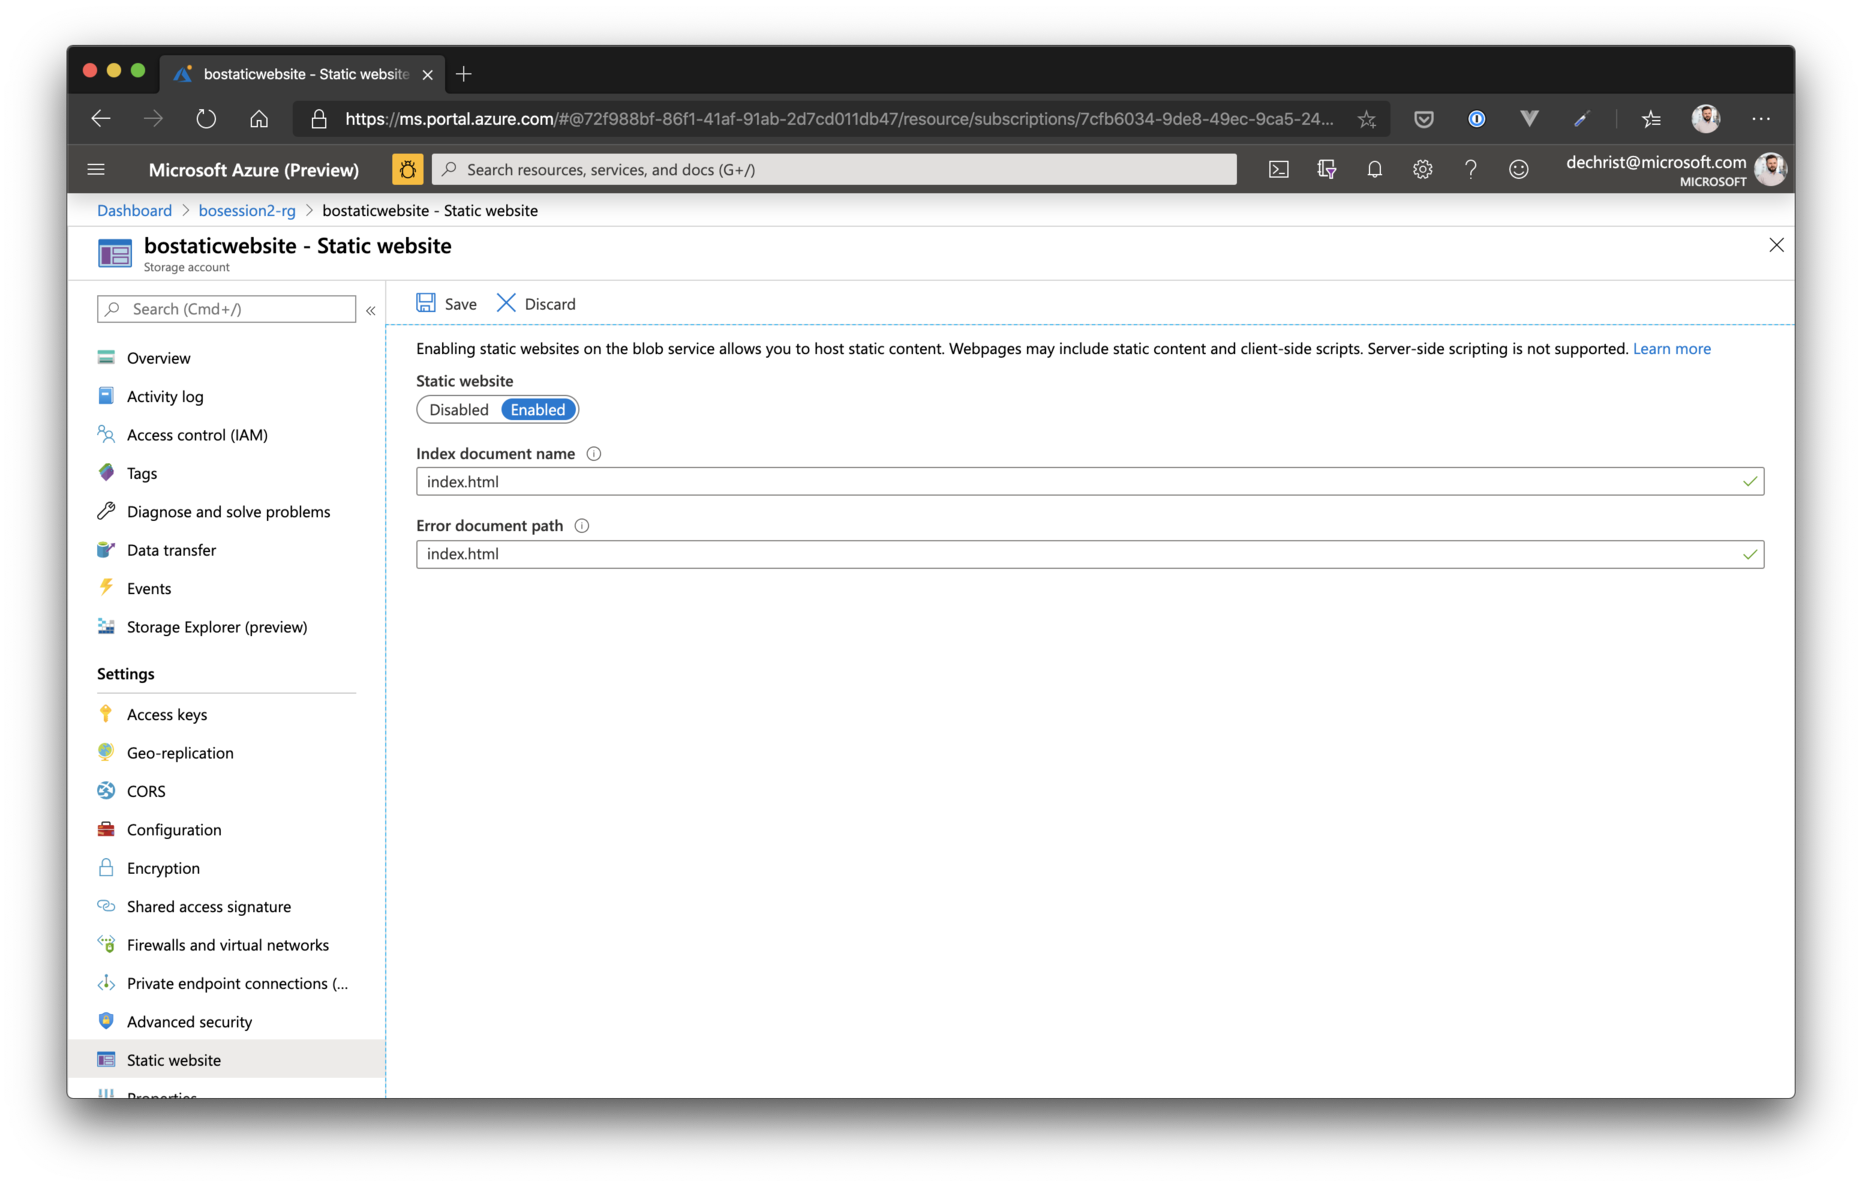 bostaticwebsite - Static website
https://ms.portal.azure.com/#@72f988bf-86f1-41af-91ab-2d7cd011db47/resource/subscriptions/7cfb6034-9de8-49ec-9ca5-24...
Microsoft Azure (Preview)
Search resources, services, and docs (G+/)
dechrist@microsoft.com
MICROSOFT
Dashboard > bosession2-rg > bostaticwebsite - Static website
bostaticwebsite - Static website
Storage account
Search (Cmd+/)
«
Overview
Activity log
Access control (IAM)
Tags
Diagnose and solve problems
Data transfer
Events
Storage Explorer (preview)
Settings
Access keys
Geo-replication
CORS
Configuration
Encryption
Shared access signature
Firewalls and virtual networks
Private endpoint connections (...
Advanced security
Static website
Properties
Save Discard
Enabling static websites on the blob service allows you to host static content. Webpages may include static content and client-side scripts. Server-side scripting is not supported. Learn more
Static website
Disabled Enabled
Index document name
index.html
Error document path
index.html